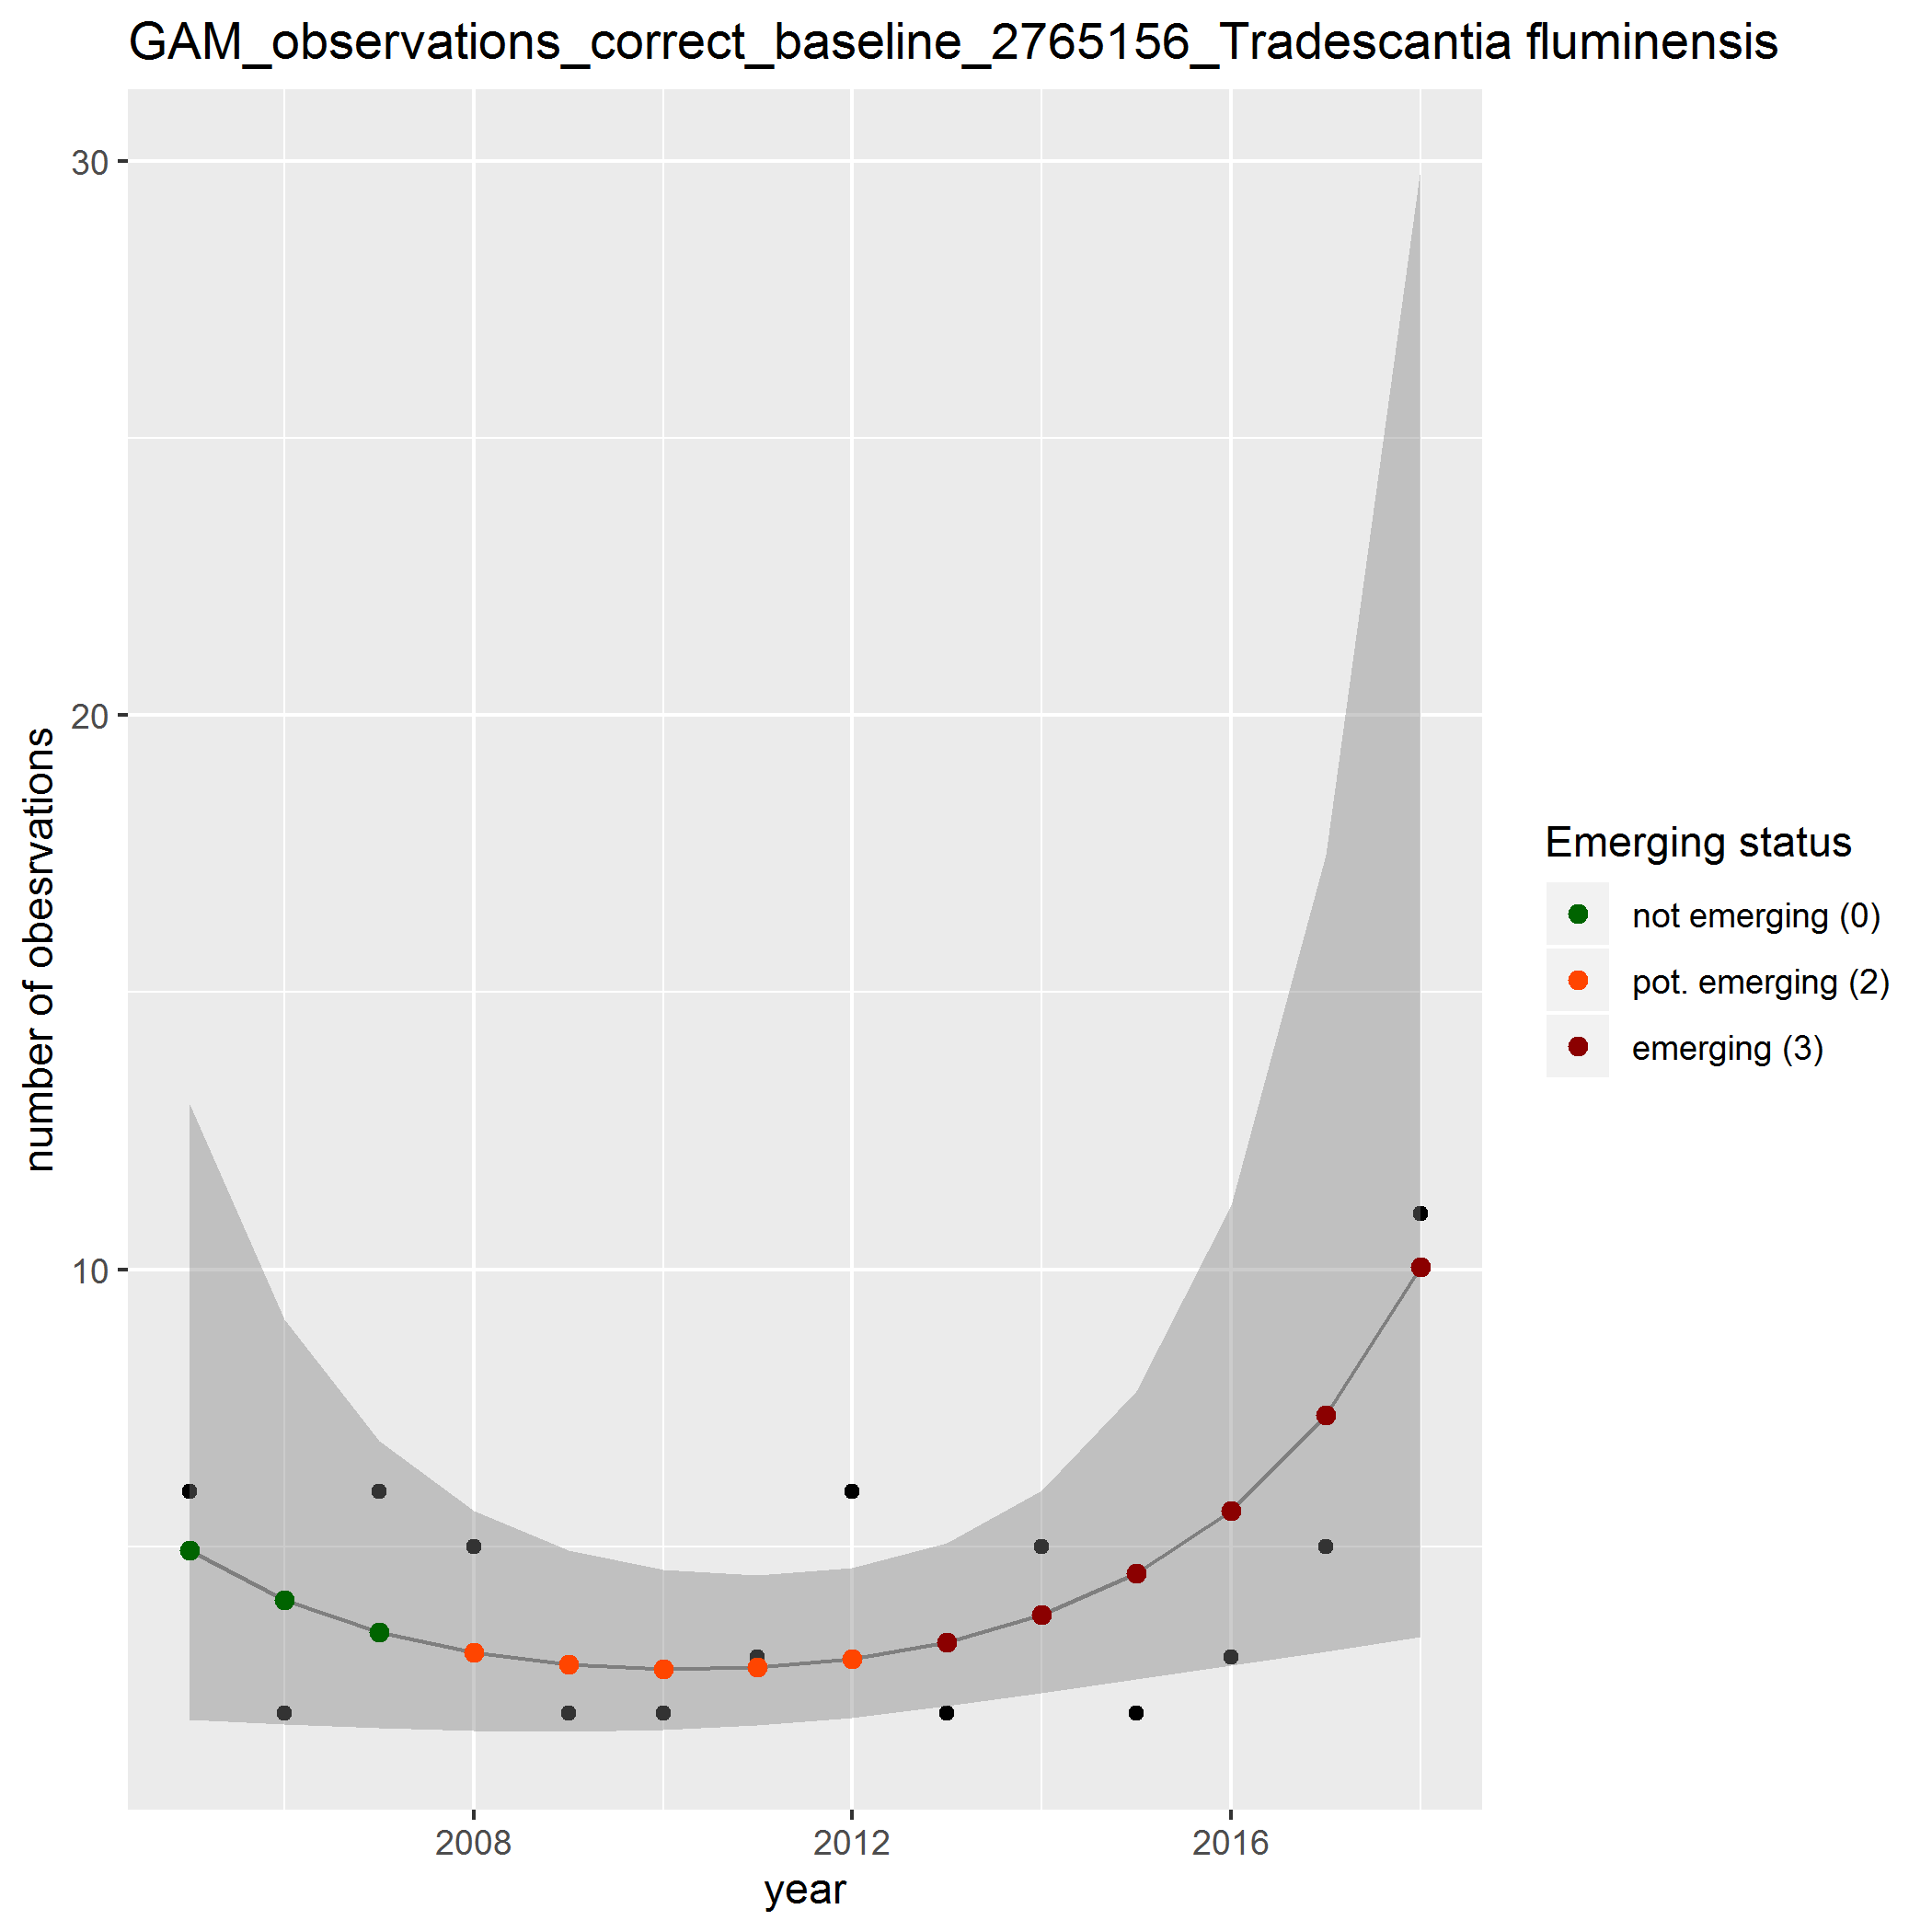 GAM_observations_correct_baseline_2765156_Tradescantia fluminensis
30
20
10
number of obesrvations
2008
2012
2016
year
Emerging status
not emerging (0)
pot. emerging (2)
emerging (3)